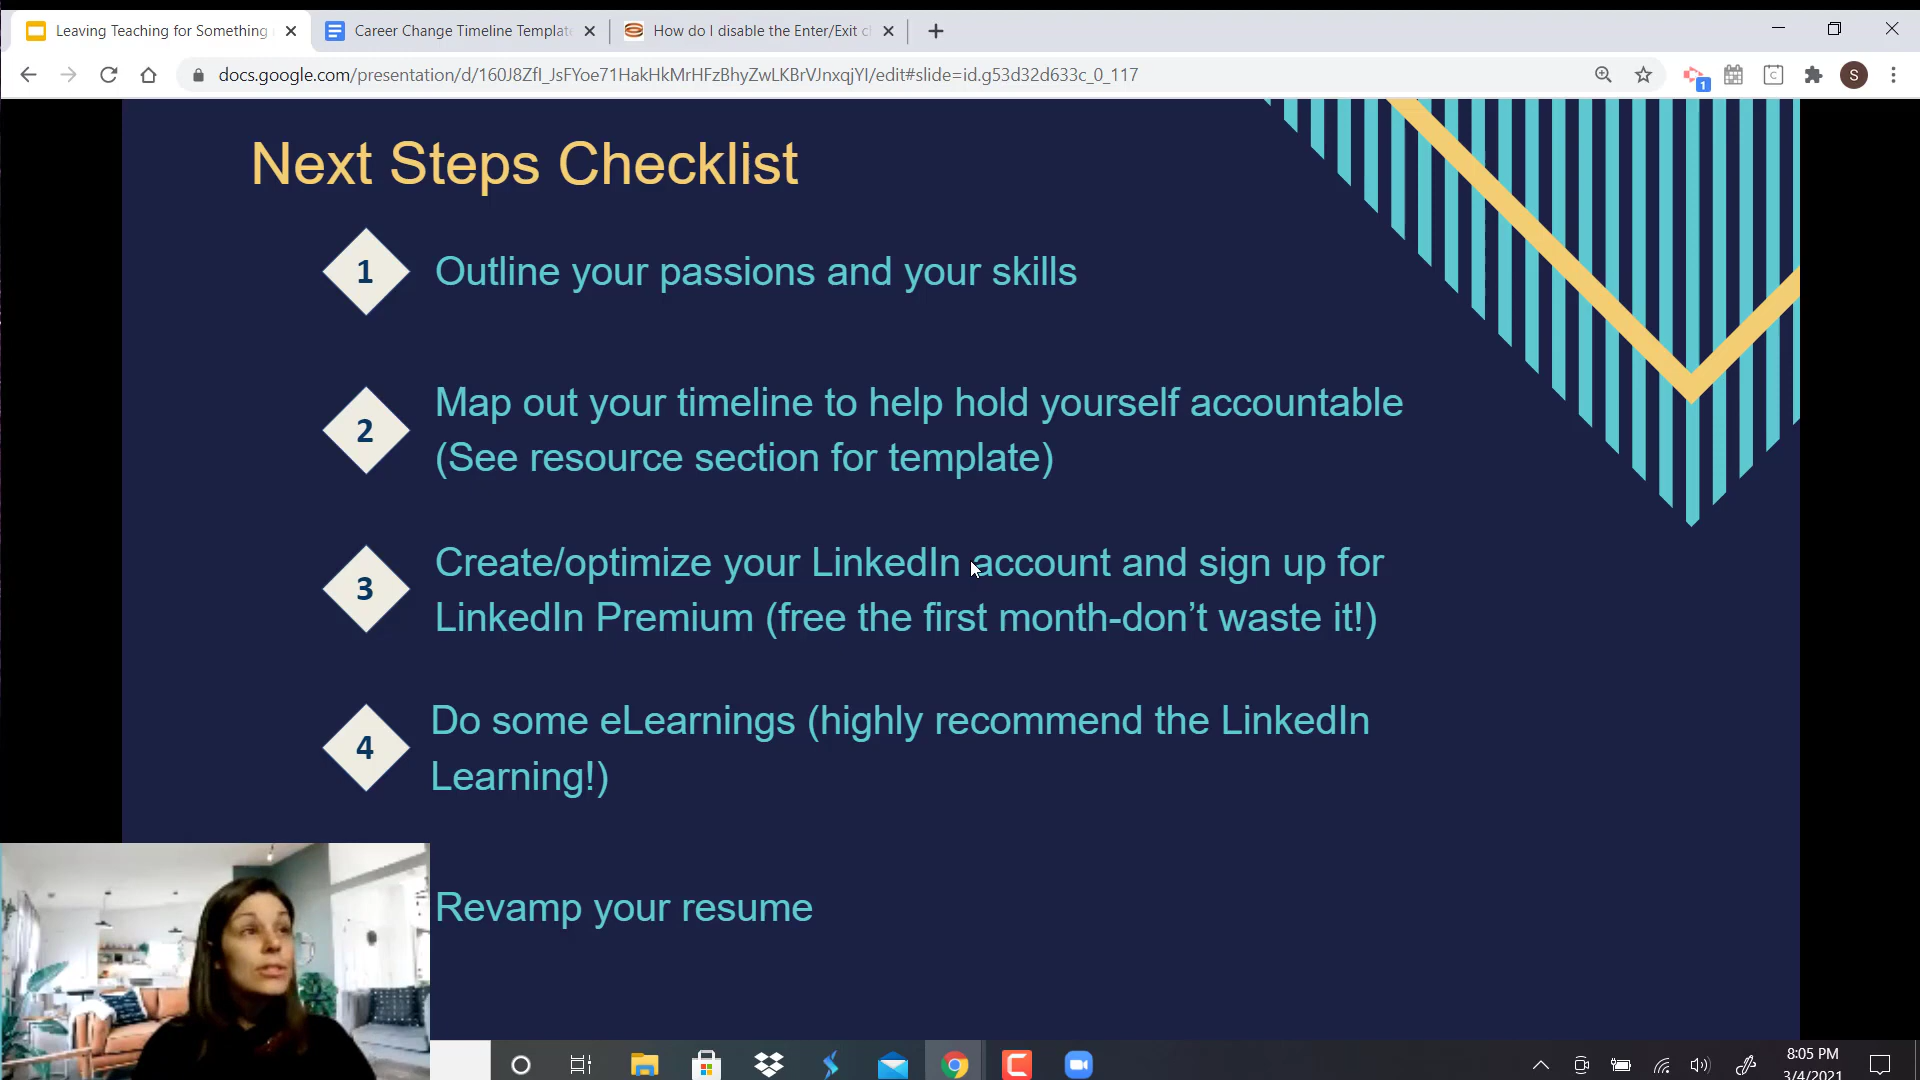 Leaving Teaching for Something
Career Change Timeline Templat
How do I disable the Enter/Exit c
docs.google.com/presentation/d/160J8ZfI_JsFYoe71HakHkMrHFzBhyZwLKBrVJnxqjYI/edit#slide=id.g53d32d633c_0_117
1
C
S
Next Steps Checklist
1
Outline your passions and your skills
2
Map out your timeline to help hold yourself accountable
(See resource section for template)
3
Create/optimize your LinkedIn account and sign up for
LinkedIn Premium (free the first month-don’t waste it!)
4
Do some eLearnings (highly recommend the LinkedIn
Learning!)
Revamp your resume
8:05 PM
3/4/2021